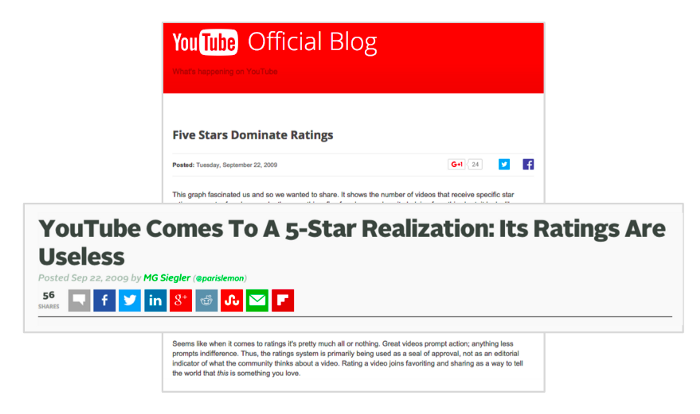 YouTube Official Blog
What's happening on YouTube
Five Stars Dominate Ratings
Posted: Tuesday, September 22, 2009
G+1 24
This graph fascinated us and so we wanted to share. It shows the number of videos that receive specific star
YouTube Comes To A 5-Star Realization: Its Ratings Are
Useless
Posted Sep 22, 2009 by MG Siegler (@parislemon)
56
SHARES
Seems like when it comes to ratings it's pretty much all or nothing. Great videos prompt action; anything less
prompts indifference. Thus, the ratings system is primarily being used as a seal of approval, not as an editorial
indicator of what the community thinks about a video. Rating a video joins favoriting and sharing as a way to tell
the world that this is something you love.